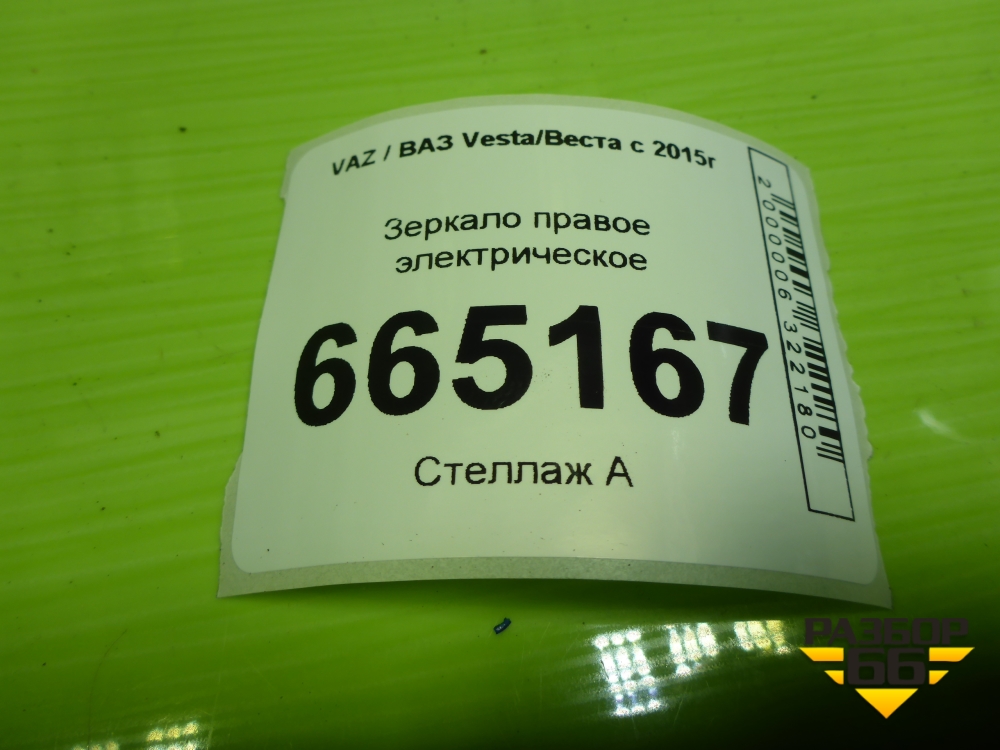 VAZ / ВАЗ Vesta/Веста с 2015г
Зеркало правое
электрическое
665167
Стеллаж А
2000006322180
РАЗБОР
66